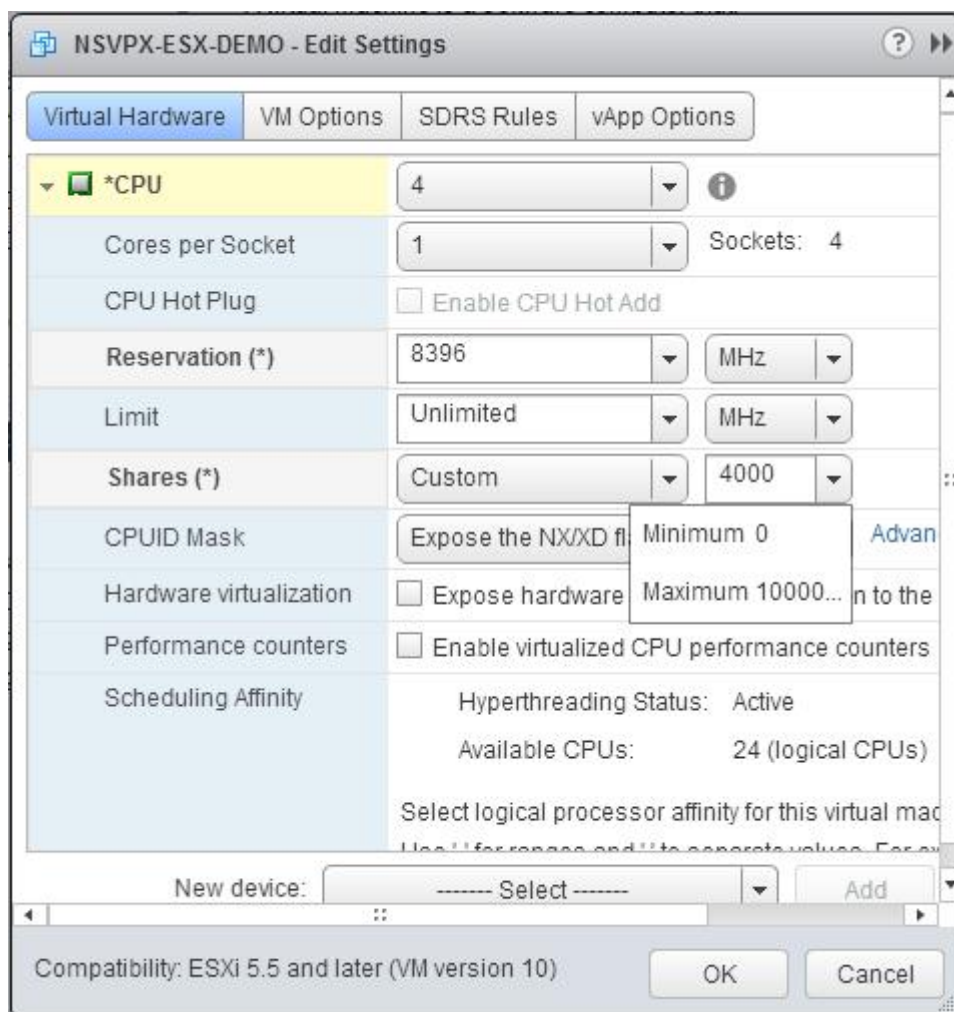 NSVPX-ESX-DEMO - Edit Settings ?
Virtual Hardware VM Options SDRS Rules vApp Options
*CPU 4
Cores per Socket 1 Sockets: 4
CPU Hot Plug Enable CPU Hot Add
Reservation (*) 8396 MHz
Limit Unlimited MHz
Shares (*) Custom 4000
Minimum 0
Maximum 10000...
CPUID Mask Expose the NX/XD fl Advan
Hardware virtualization Expose hardware n to the
Performance counters Enable virtualized CPU performance counters
Scheduling Affinity Hyperthreading Status: Active
Available CPUs: 24 (logical CPUs)
Select logical processor affinity for this virtual mac
New device: ------- Select ------- Add
Compatibility: ESXi 5.5 and later (VM version 10) OK Cancel